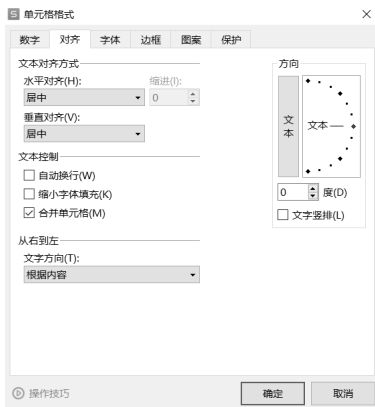 S 单元格格式
数字 对齐 字体 边框 图案 保护
文本对齐方式
水平对齐(H): 缩进(I):
居中 0
垂直对齐(V):
居中
文本控制
自动换行(W)
缩小字体填充(K)
合并单元格(M)
从右到左
文字方向(T):
根据内容
方向
文本
文本
0 度(D)
文字竖排(L)
操作技巧 确定 取消